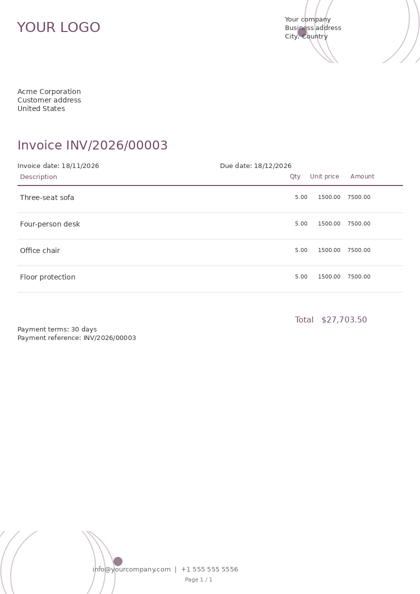 YOUR LOGO
Your company
Business address
City, Country
Acme Corporation
Customer address
United States
Invoice INV/2026/00003
Invoice date: 18/11/2026 Due date: 18/12/2026
Description Qty Unit price Amount
Three-seat sofa 5.00 1500.00 7500.00
Four-person desk 5.00 1500.00 7500.00
Office chair 5.00 1500.00 7500.00
Floor protection 5.00 1500.00 7500.00
Total $27,703.50
Payment terms: 30 days
Payment reference: INV/2026/00003
info@yourcompany.com | +1 555 555 5556
Page 1 / 1